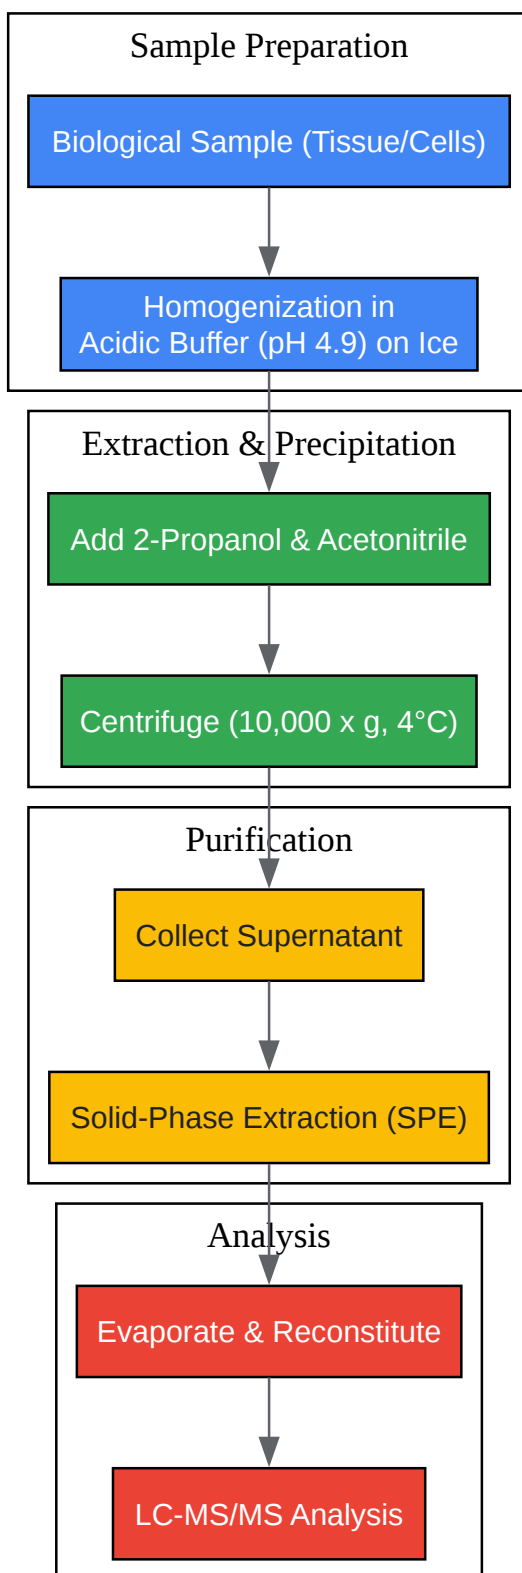 Sample Preparation
Biological Sample (Tissue/Cells)
Homogenization in
Acidic Buffer (pH 4.9) on Ice
Extraction & Precipitation
Add 2-Propanol & Acetonitrile
Centrifuge (10,000 x g, 4°C)
Purification
Collect Supernatant
Solid-Phase Extraction (SPE)
Analysis
Evaporate & Reconstitute
LC-MS/MS Analysis